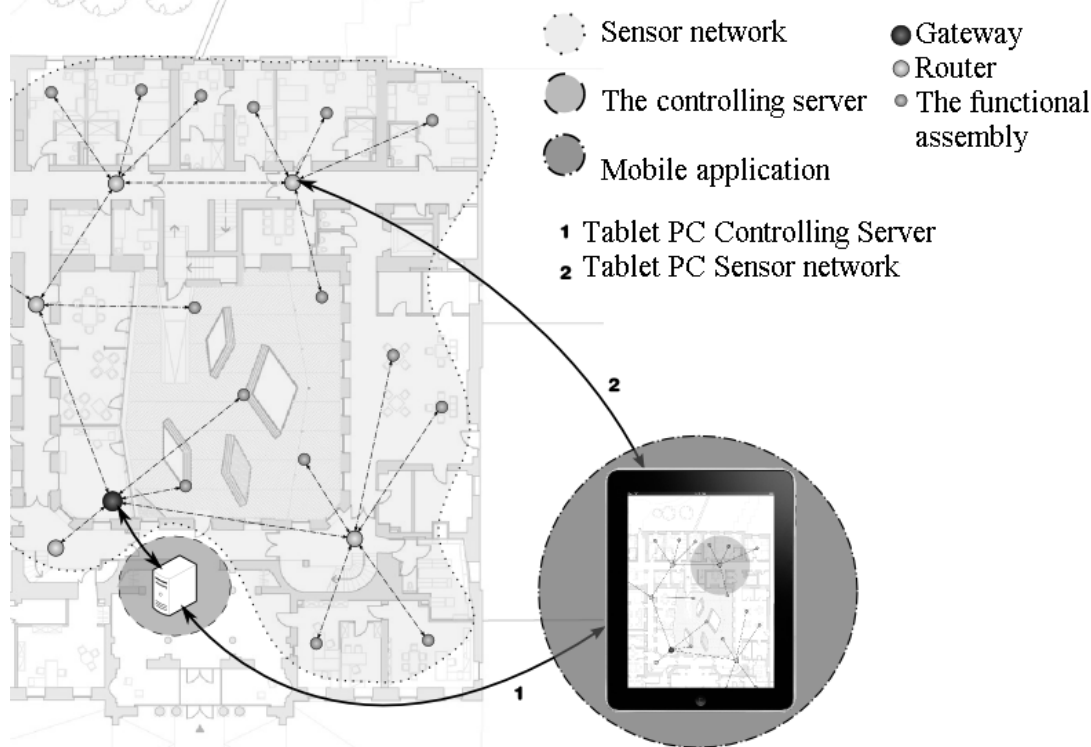 Sensor network
The controlling server
Mobile application
Gateway
Router
The functional
assembly
1 Tablet PC Controlling Server
2 Tablet PC Sensor network
2
1